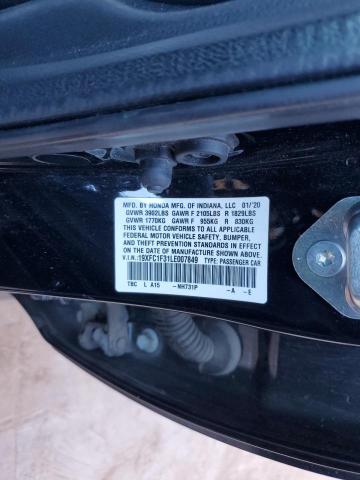 MFD. BY HONDA MFG. OF INDIANA, LLC 01/'20
GVWR 3902LBS GAWR F 2105LBS R 1829LBS
GVWR 1770KG GAWR F 955KG R 830KG
THIS VEHICLE CONFORMS TO ALL APPLICABLE
FEDERAL MOTOR VEHICLE SAFETY, BUMPER,
AND THEFT PREVENTION STANDARDS IN EFFECT
ON THE DATE OF MANUFACTURE SHOWN ABOVE.
V.I.N.:19XFC1F31LE007849 TYPE: PASSENGER CAR
TBC L A15 -NH731P -A -E